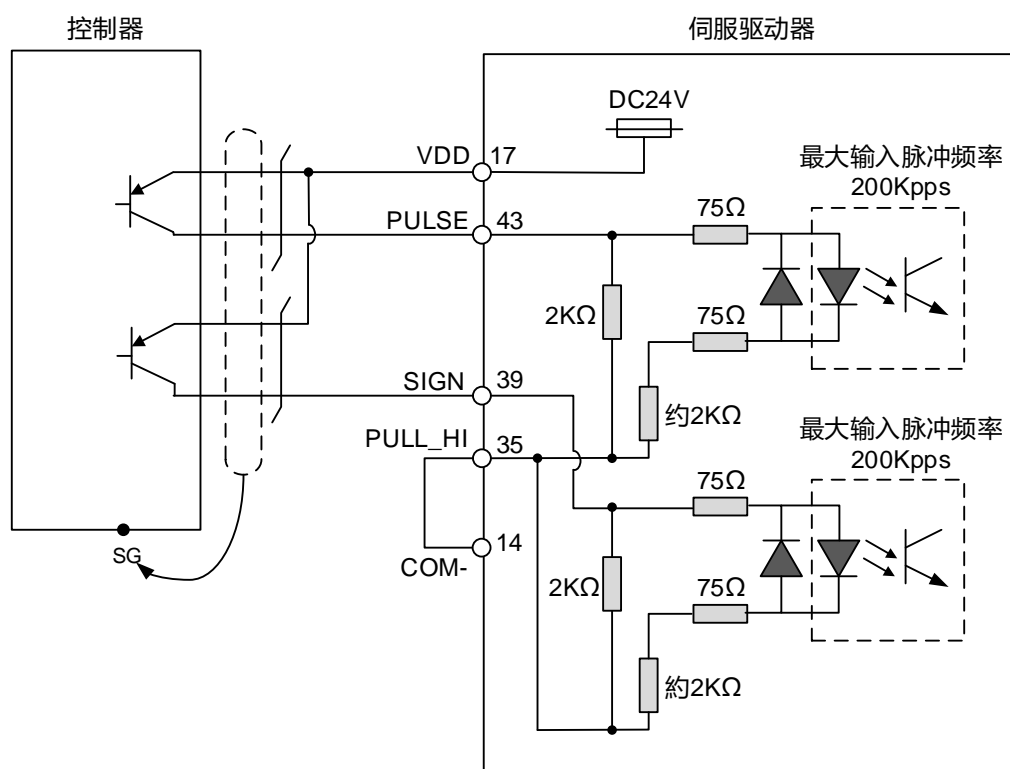 控制器
伺服驱动器
DC24V
VDD
17
最大输入脉冲频率
200Kpps
PULSE
43
75Ω
2KΩ
75Ω
SIGN
39
约2KΩ
PULL_HI
35
最大输入脉冲频率
200Kpps
75Ω
SG
14
COM-
2KΩ
75Ω
約2KΩ